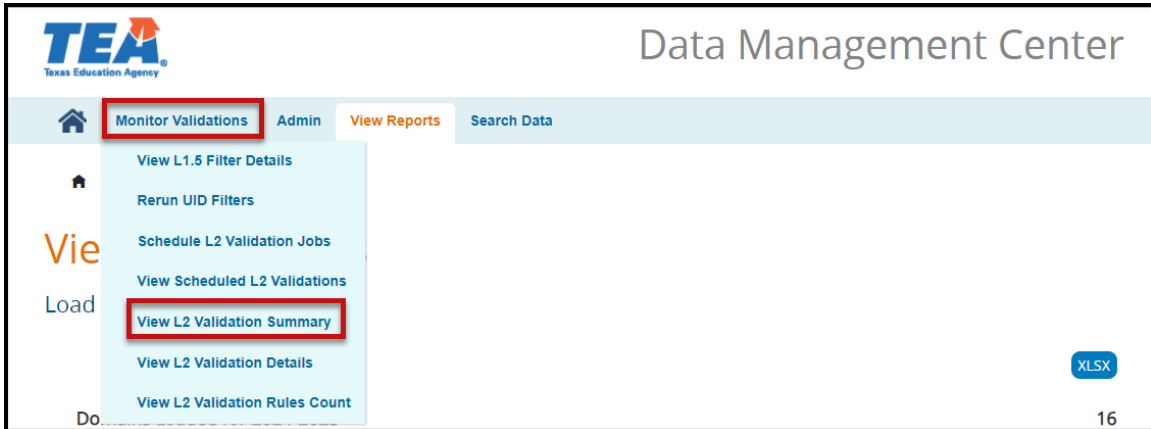 TEA
Texas Education Agency
Data Management Center
Monitor Validations Admin View Reports Search Data
View L1.5 Filter Details
Rerun UID Filters
Vie
Schedule L2 Validation Jobs
View Scheduled L2 Validations
Load
View L2 Validation Summary
View L2 Validation Details
XLSX
View L2 Validation Rules Count
Do
16